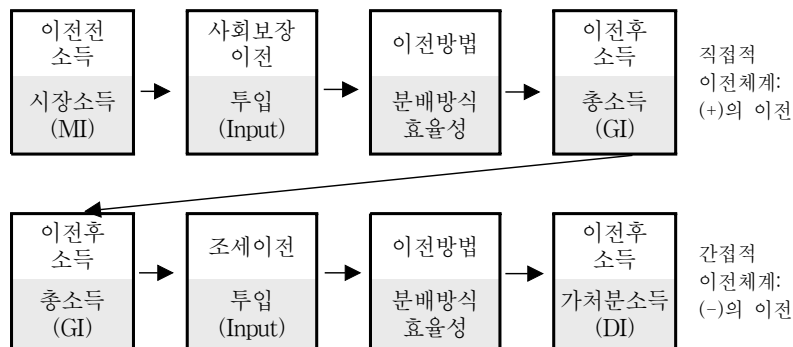 이전전
소득
시장소득
(MI)
사회보장
이전
투입
(Input)
이전방법
분배방식
효율성
이전후
소득
총소득
(GI)
직접적
이전체계:
(+)의 이전
이전후
소득
총소득
(GI)
조세이전
투입
(Input)
이전방법
분배방식
효율성
이전후
소득
가처분소득
(DI)
간접적
이전체계:
(-)의 이전